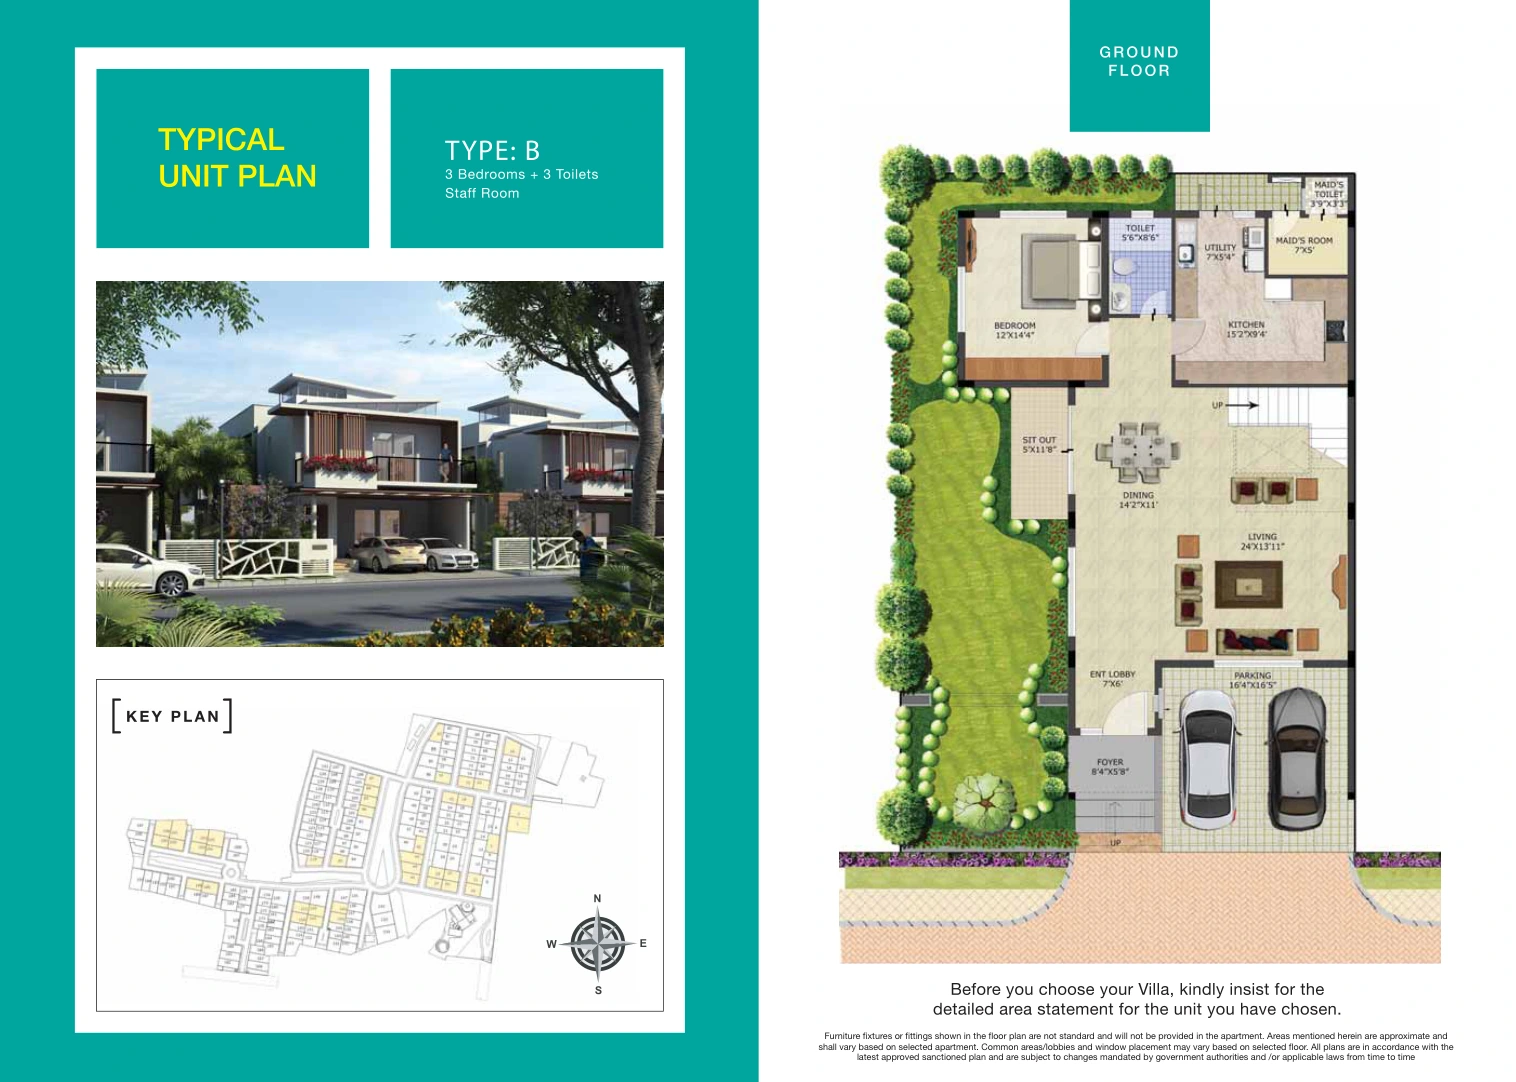 TYPICAL
UNIT PLAN
TYPE: B
3 Bedrooms + 3 Toilets
Staff Room
[KEY PLAN]
N
W
E
S
GROUND
FLOOR
MAID'S
TOILET
3'9"X3'3"
TOILET
5'6"X8'6"
UTILITY
7'X5'4"
MAID'S ROOM
7'X5'
BEDROOM
12'X14'4"
KITCHEN
15'2"X9'4'
UP
SIT OUT
5'X11'8"
DINING
14'2"X11'
LIVING
24'X13'11"
ENT LOBBY
7'X6'
PARKING
16'4"X16'5"
FOYER
8'4"X5'8"
UP
Before you choose your Villa, kindly insist for the
detailed area statement for the unit you have chosen.
Furniture fixtures or fittings shown in the floor plan are not standard and will not be provided in the apartment. Areas mentioned herein are approximate and
shall vary based on selected apartment. Common areas/lobbies and window placement may vary based on selected floor. All plans are in accordance with the
latest approved sanctioned plan and are subject to changes mandated by government authorities and /or applicable laws from time to time